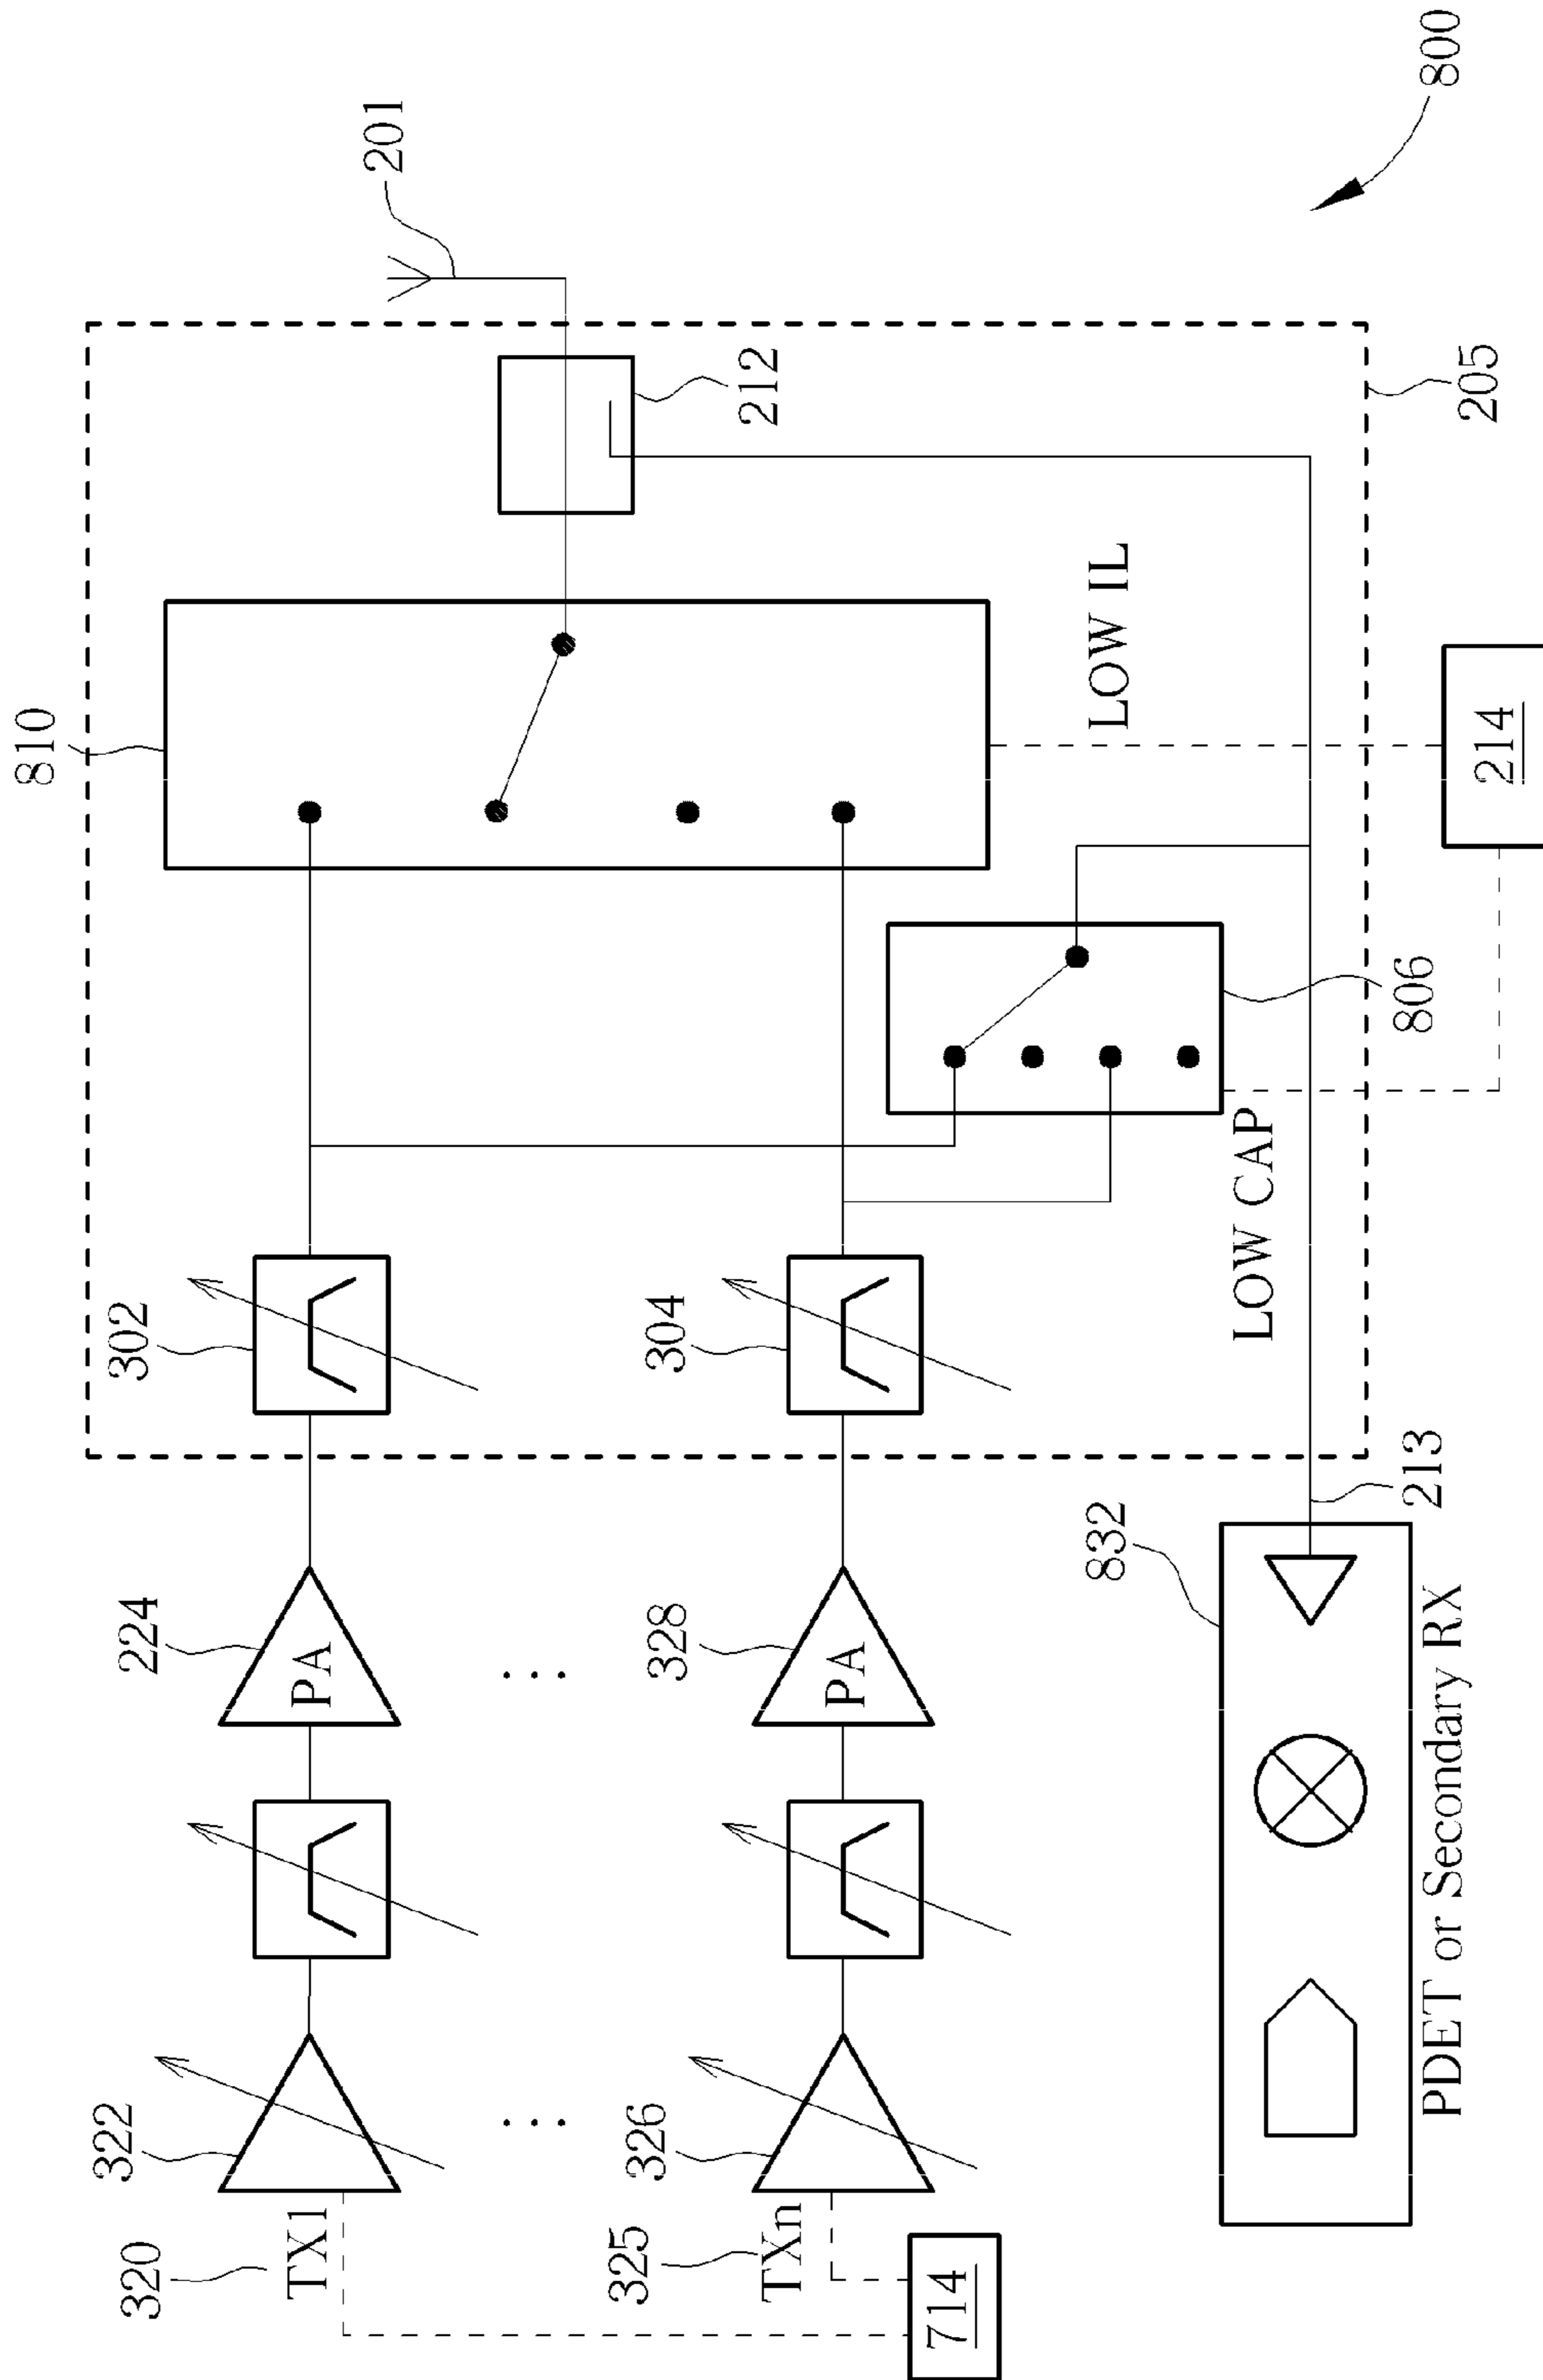 800
201
810
212
205
LOW IL
214
806
LOW CAP
302
304
213
224
PA
...
328
PA
832
PDET or Secondary RX
322
...
326
320
TX1
325
TXn
714